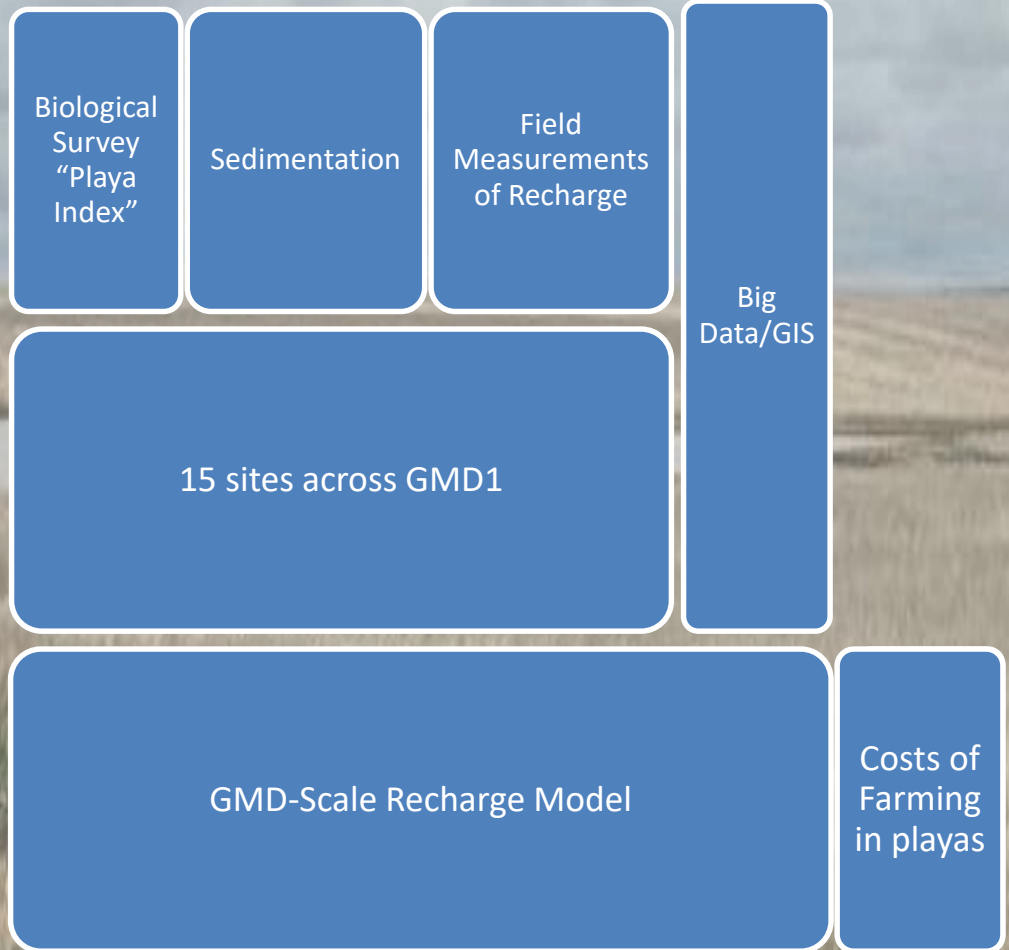 Biological
Survey
“Playa
Index”
Sedimentation
Field
Measurements
of Recharge
Big
Data/GIS
15 sites across GMD1
GMD-Scale Recharge Model
Costs of
Farming
in playas